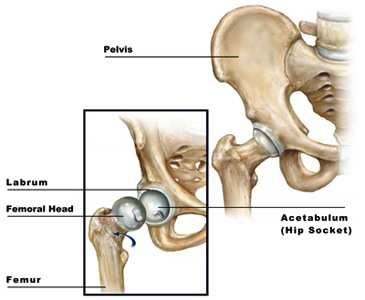 Pelvis
Labrum
Femoral Head
Acetabulum
(Hip Socket)
Femur